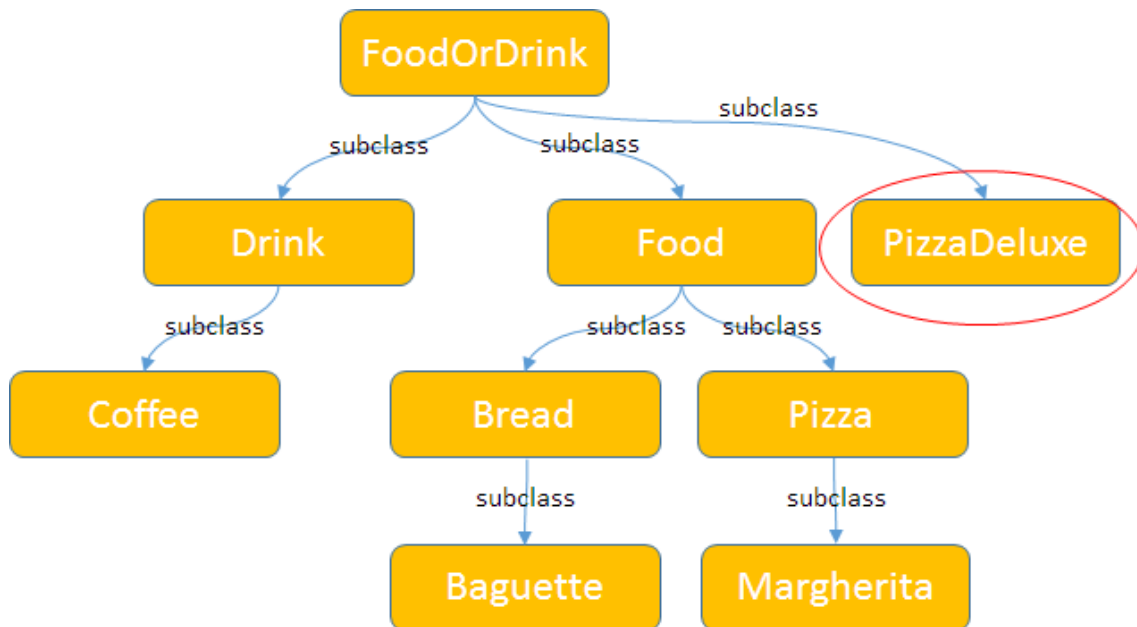 FoodOrDrink
subclass
subclass
subclass
Drink
Food
PizzaDeluxe
subclass
subclass
subclass
Coffee
Bread
Pizza
subclass
subclass
Baguette
Margherita